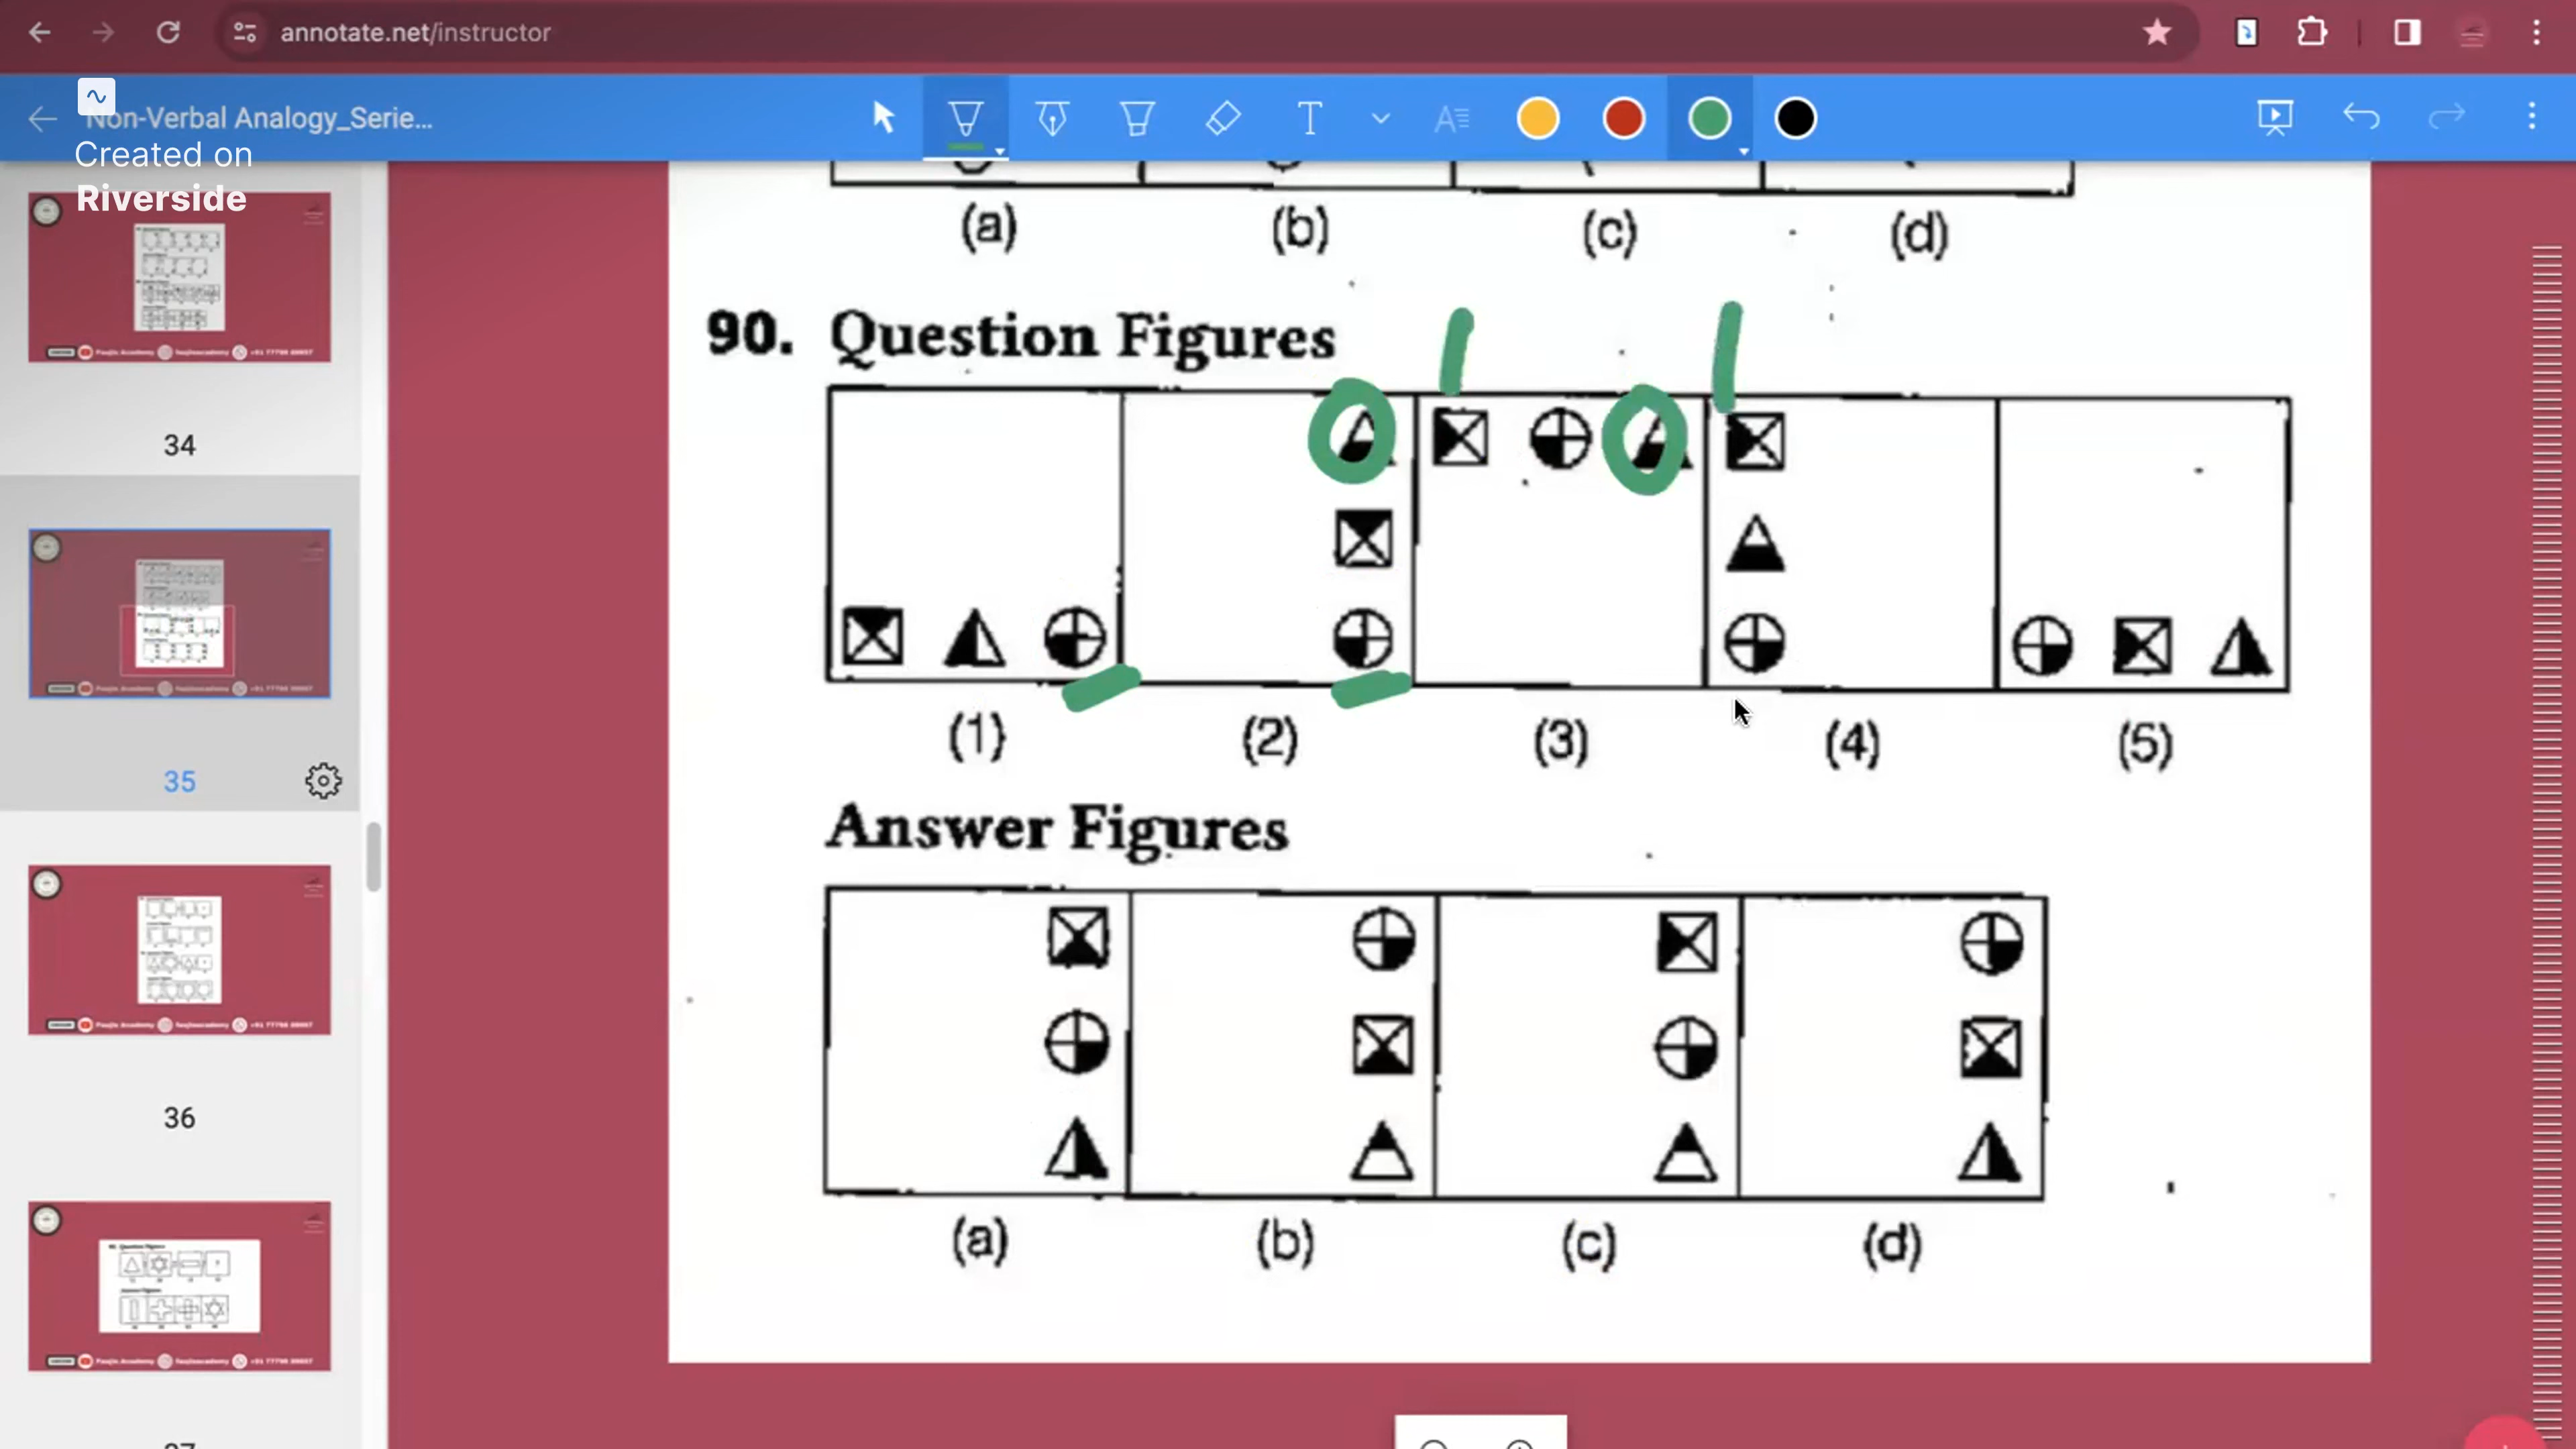 annotate.net/instructor
Non-Verbal Analogy_Serie...
Created on
Riverside
34
35
36
(a) (b) (c) (d)
90. Question Figures
(1) (2) (3) (4) (5)
Answer Figures
(a) (b) (c) (d)